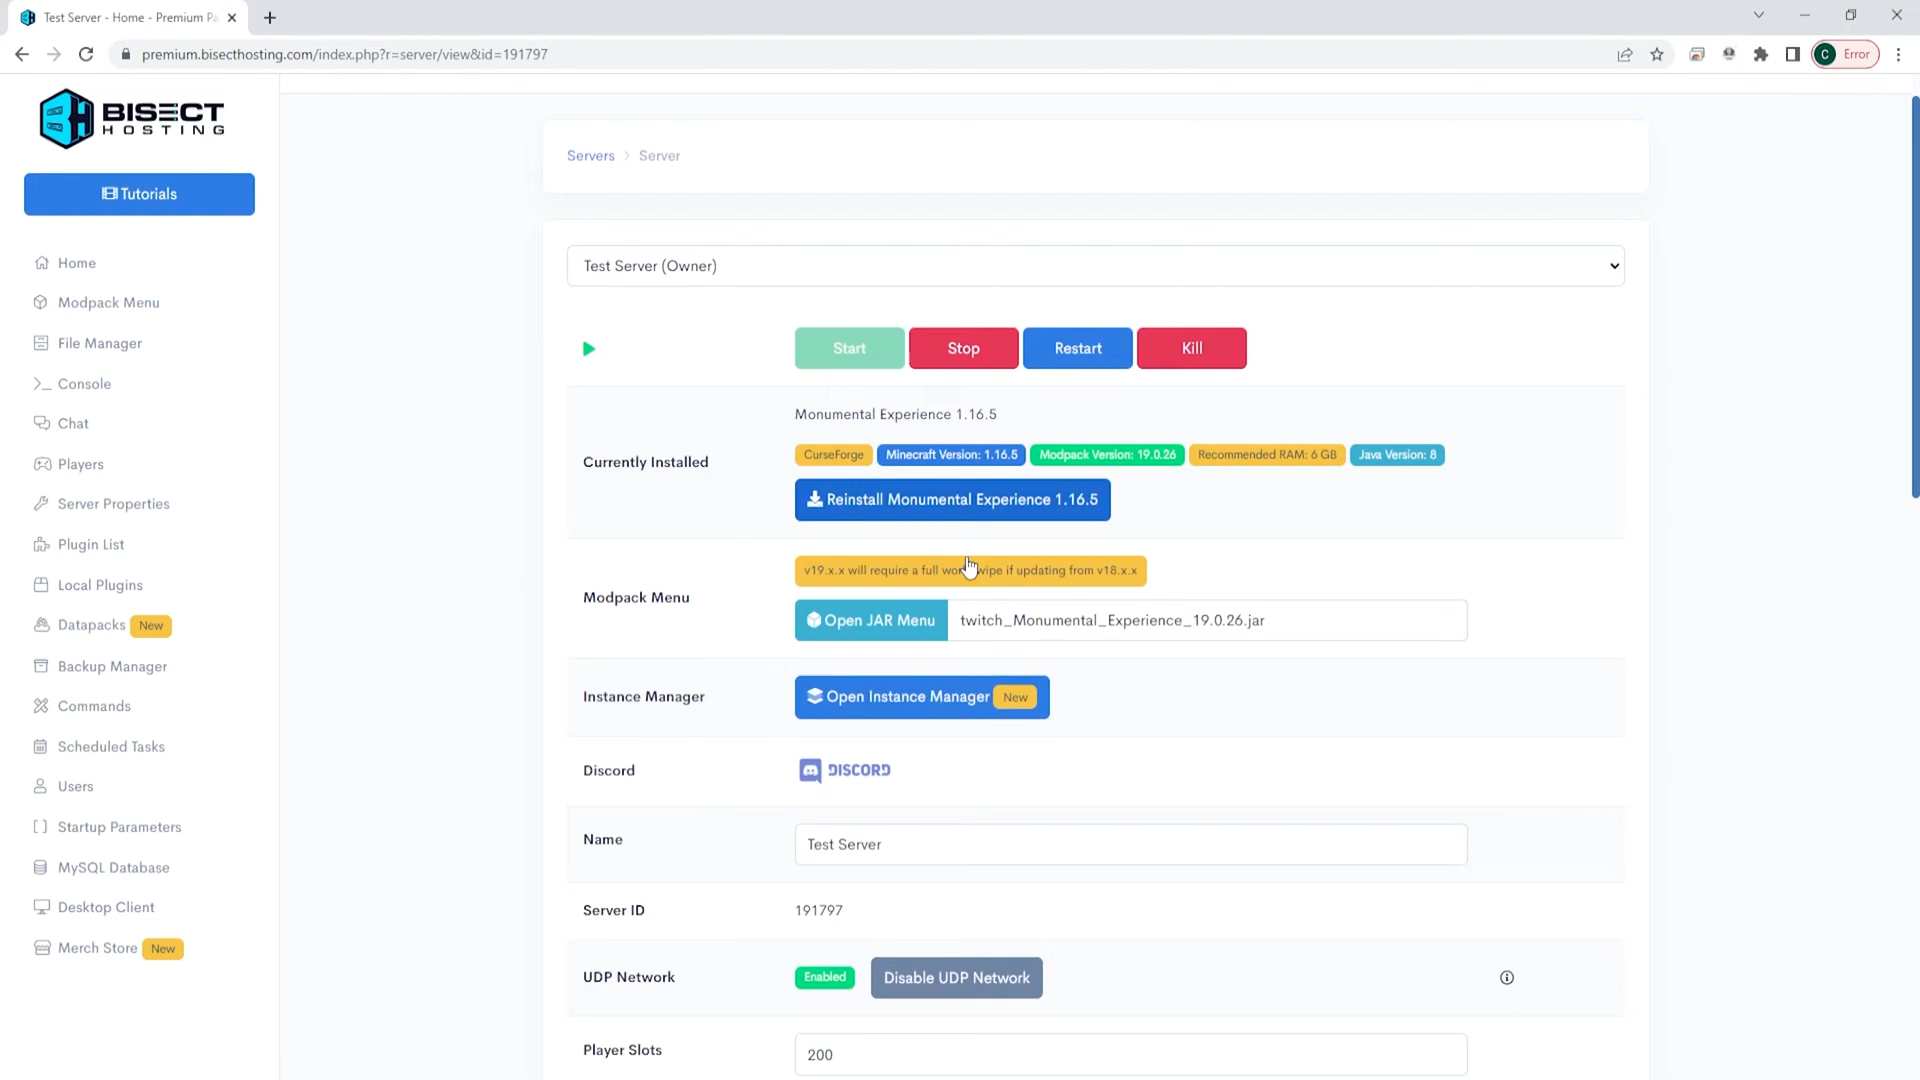 Test Server - Home - Premium Pa
premium.bisecthosting.com/index.php?r=server/view&id=191797
C Error
BISECT
HOSTING
Tutorials
Home
Modpack Menu
File Manager
Console
Chat
Players
Server Properties
Plugin List
Local Plugins
Datapacks New
Backup Manager
Commands
Scheduled Tasks
Users
Startup Parameters
MySQL Database
Desktop Client
Merch Store New
Servers > Server
Test Server (Owner)
Start Stop Restart Kill
Currently Installed
Monumental Experience 1.16.5
CurseForge Minecraft Version: 1.16.5 Modpack Version: 19.0.26 Recommended RAM: 6 GB Java Version: 8
Reinstall Monumental Experience 1.16.5
Modpack Menu
v19.x.x will require a full wipe if updating from v18.x.x
Open JAR Menu twitch_Monumental_Experience_19.0.26.jar
Instance Manager Open Instance Manager New
Discord DISCORD
Name Test Server
Server ID 191797
UDP Network Enabled Disable UDP Network
Player Slots 200